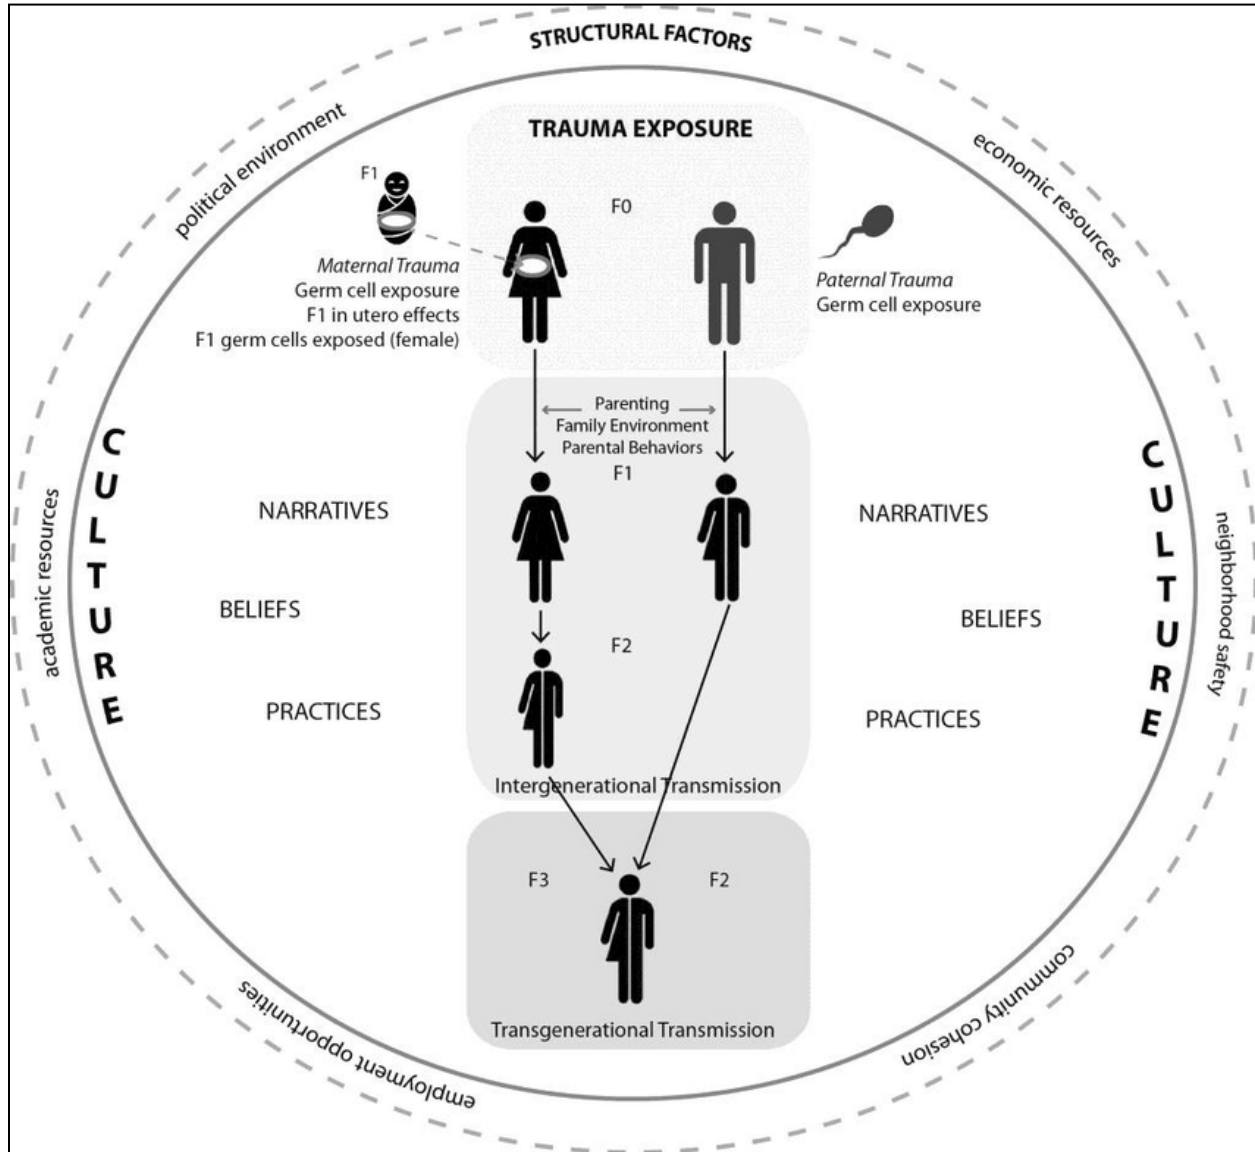 STRUCTURAL FACTORS
political environment
economic resources
TRAUMA EXPOSURE
F1
F0
Maternal Trauma
Germ cell exposure
F1 in utero effects
F1 germ cells exposed (female)
Paternal Trauma
Germ cell exposure
Parenting
Family Environment
Parental Behaviors
F1
CULTURE
CULTURE
academic resources
neighborhood safety
NARRATIVES
NARRATIVES
BELIEFS
BELIEFS
F2
PRACTICES
PRACTICES
Intergenerational Transmission
F3
F2
Transgenerational Transmission
employment opportunities
community cohesion